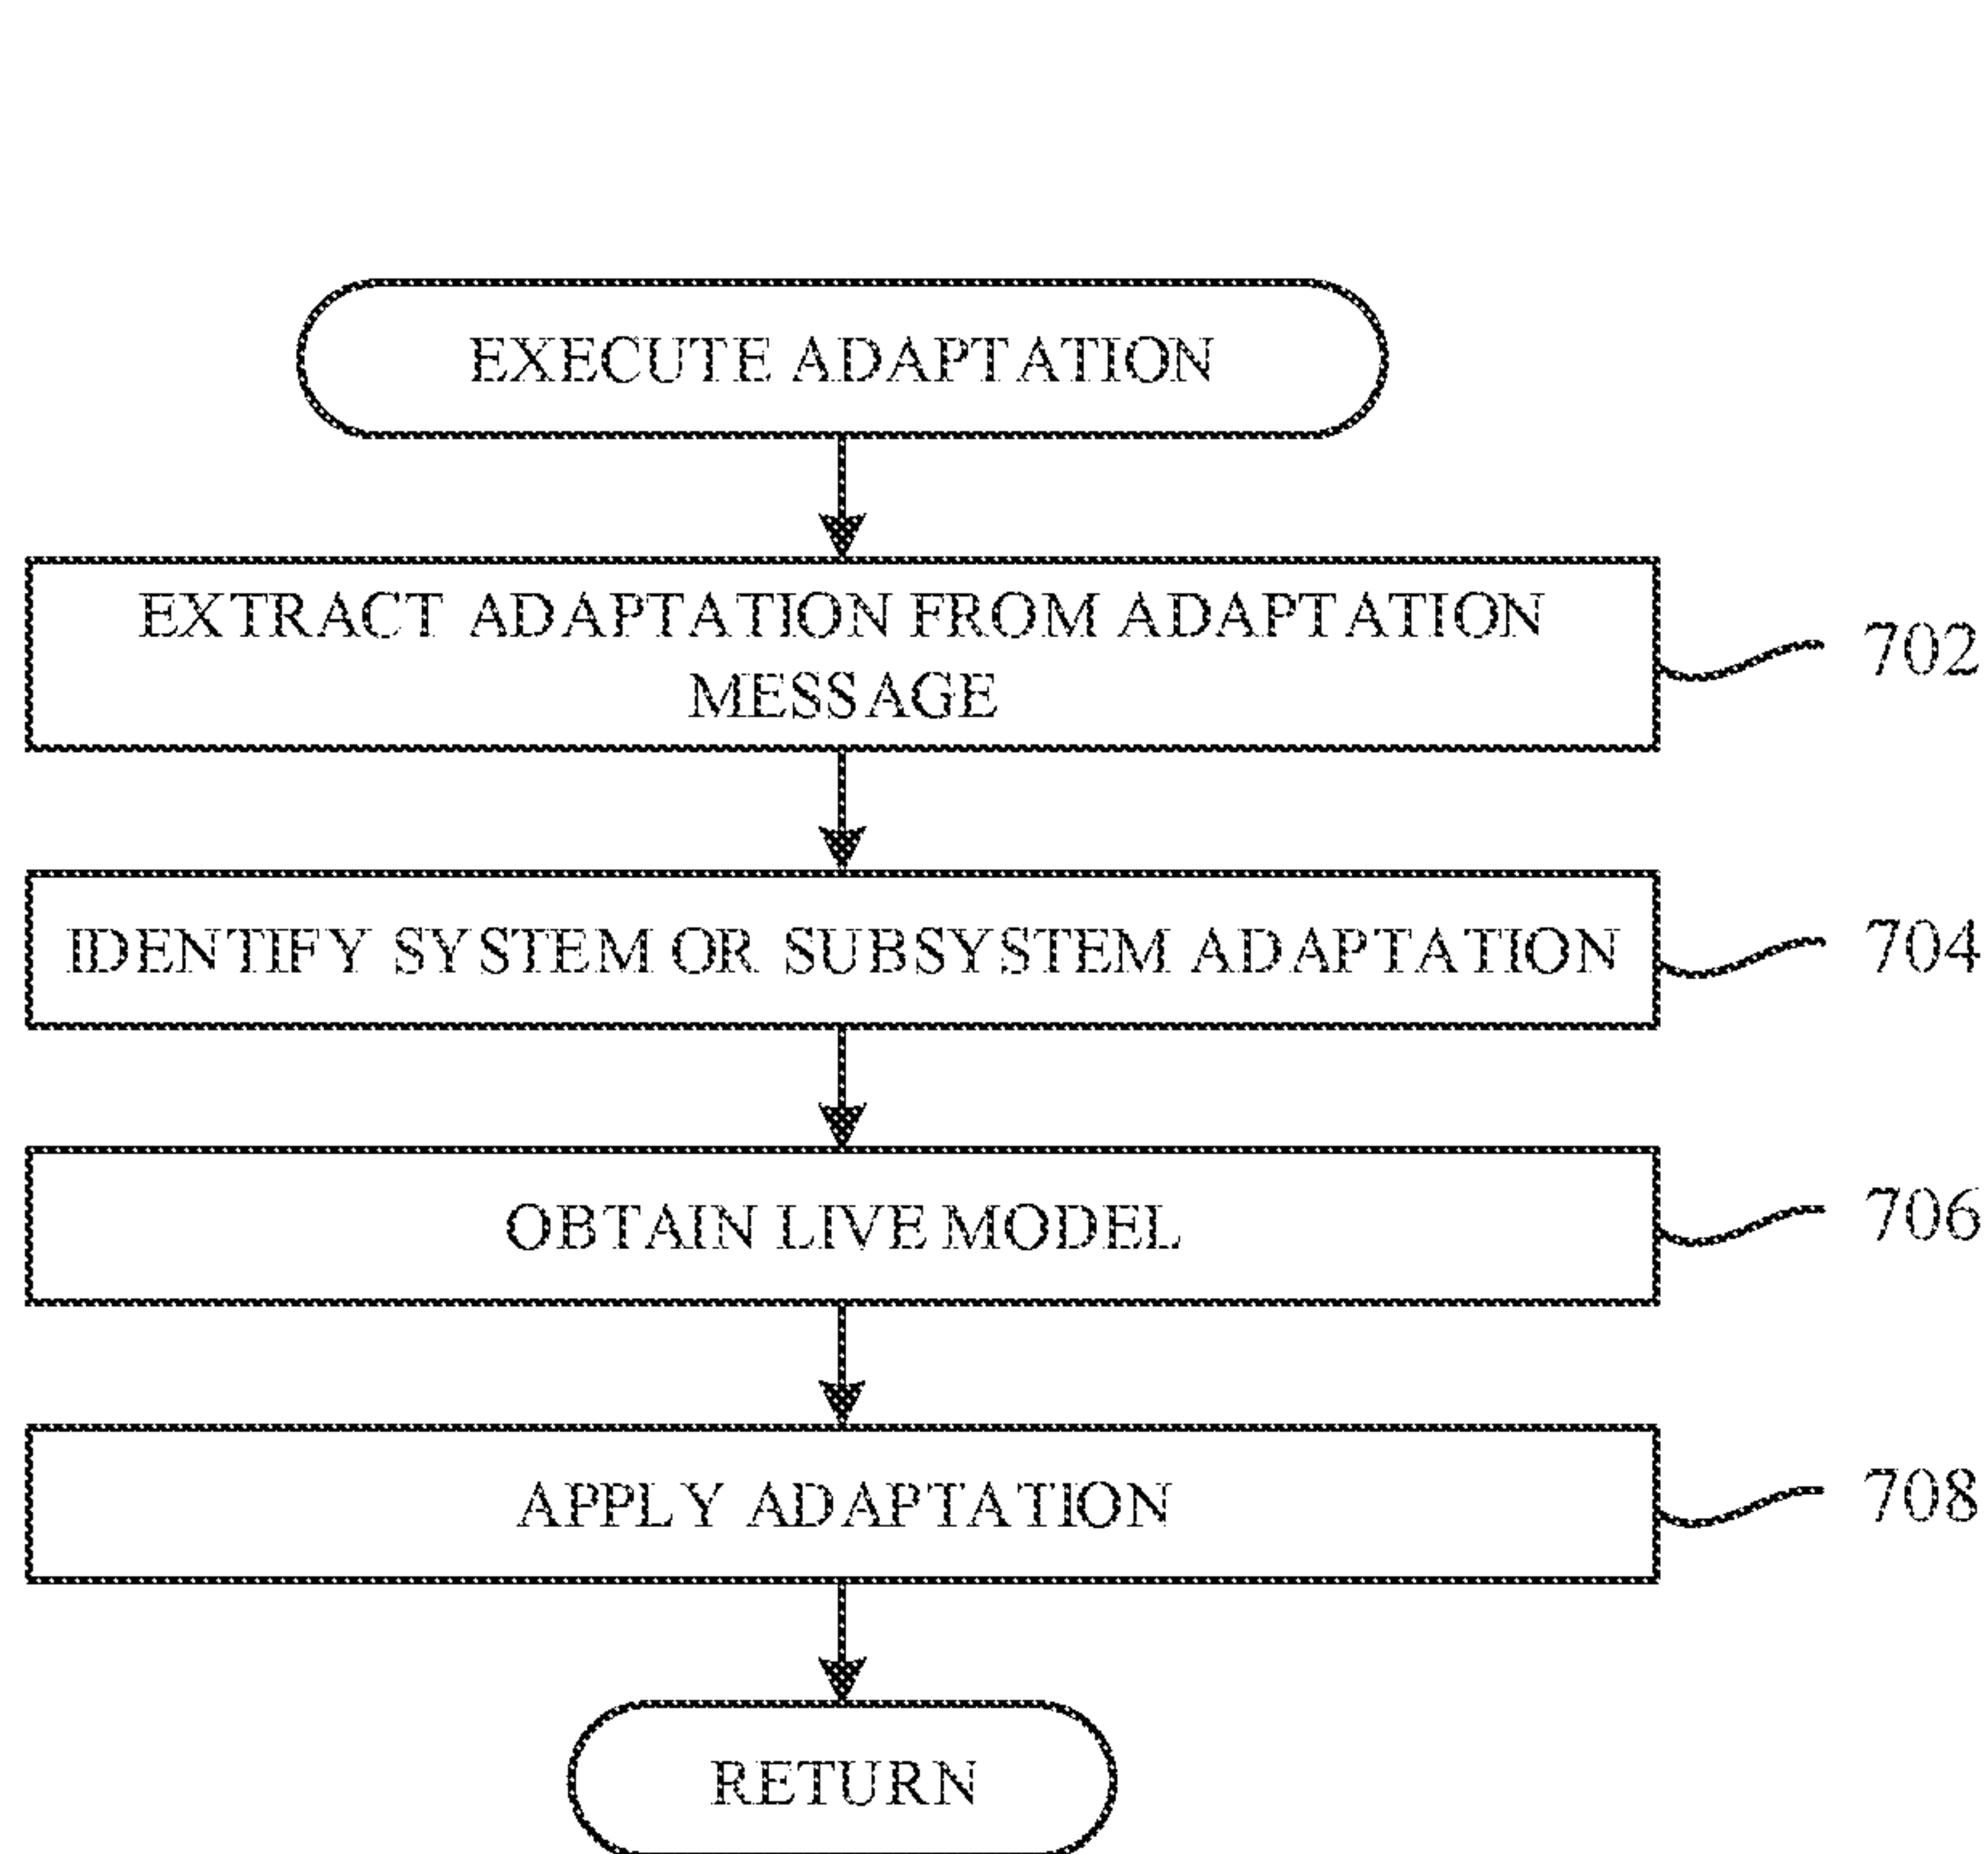 EXECUTE ADAPTATION
EXTRACT ADAPTATION FROM ADAPTATION
MESSAGE
702
IDENTIFY SYSTEM OR SUBSYSTEM ADAPTATION
704
OBTAIN LIVE MODEL
706
APPLY ADAPTATION
708
RETURN